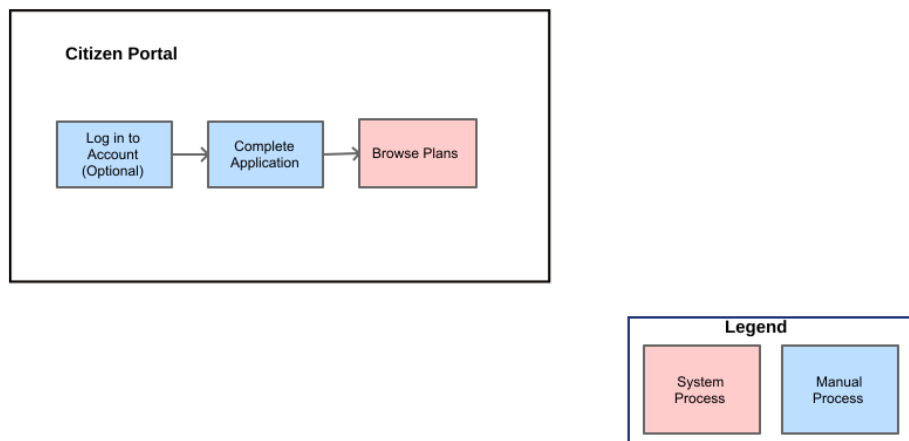 Citizen Portal
Log in to
Account
(Optional)
Complete
Application
Browse Plans
Legend
System
Process
Manual
Process